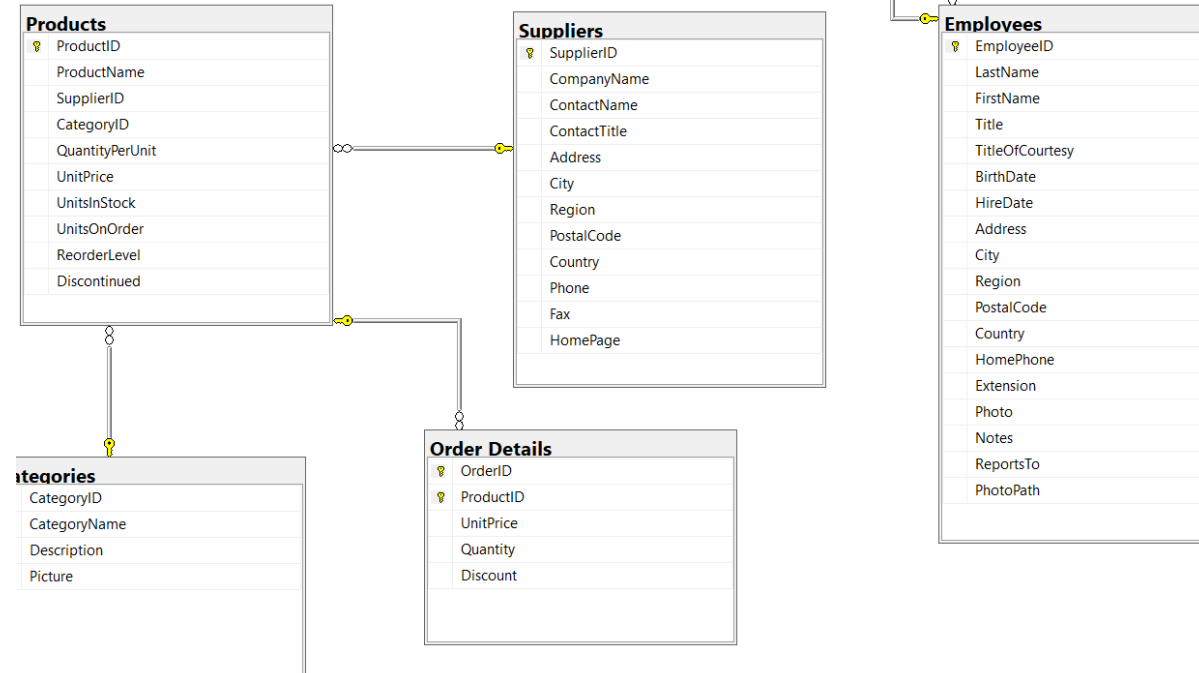 Products
ProductID
ProductName
SupplierID
CategoryID
QuantityPerUnit
UnitPrice
UnitsInStock
UnitsOnOrder
ReorderLevel
Discontinued
Suppliers
SupplierID
CompanyName
ContactName
ContactTitle
Address
City
Region
PostalCode
Country
Phone
Fax
HomePage
Employees
EmployeeID
LastName
FirstName
Title
TitleOfCourtesy
BirthDate
HireDate
Address
City
Region
PostalCode
Country
HomePhone
Extension
Photo
Notes
ReportsTo
PhotoPath
ategories
CategoryID
CategoryName
Description
Picture
Order Details
OrderID
ProductID
UnitPrice
Quantity
Discount